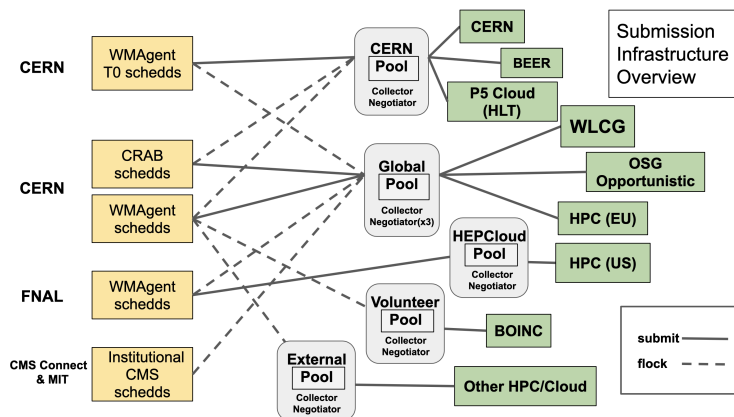 Submission
Infrastructure
Overview
CERN
WMAgent
T0 schedds
CERN
Pool
Collector
Negotiator
CERN
BEER
P5 Cloud
(HLT)
CERN
CRAB
schedds
WMAgent
schedds
Global
Pool
Collector
Negotiator(x3)
WLCG
OSG
Opportunistic
HPC (EU)
FNAL
WMAgent
schedds
HEPCloud
Pool
Collector
Negotiator
HPC (US)
Volunteer
Pool
Collector
Negotiator
BOINC
CMS Connect
& MIT
Institutional
CMS
schedds
External
Pool
Collector
Negotiator
Other HPC/Cloud
submit
flock